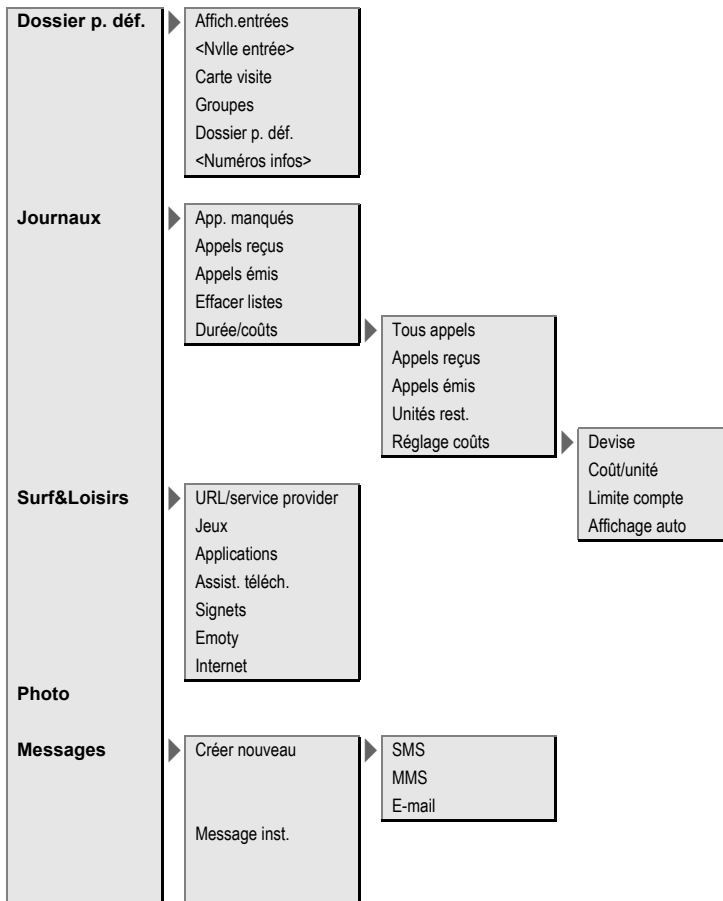 Dossier p. déf.
Affich.entrées
<Nvlle entrée>
Carte visite
Groupes
Dossier p. déf.
<Numéros infos>
Journaux
App. manqués
Appels reçus
Appels émis
Effacer listes
Durée/coûts
Tous appels
Appels reçus
Appels émis
Unités rest.
Réglage coûts
Devise
Coût/unité
Limite compte
Affichage auto
Surf&Loisirs
URL/service provider
Jeux
Applications
Assist. téléch.
Signets
Emoty
Internet
Photo
Messages
Créer nouveau
SMS
MMS
E-mail
Message inst.